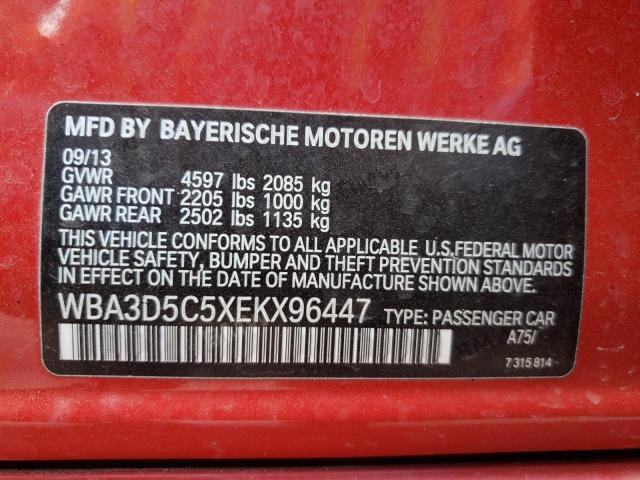 MFD BY BAYERISCHE MOTOREN WERKE AG
09/13
GVWR 4597 lbs 2085 kg
GAWR FRONT 2205 lbs 1000 kg
GAWR REAR 2502 lbs 1135 kg
THIS VEHICLE CONFORMS TO ALL APPLICABLE U.S.FEDERAL MOTOR
VEHICLE SAFETY, BUMPER AND THEFT PREVENTION STANDARDS
IN EFFECT ON THE DATE OF MANUFACTURE SHOWN ABOVE.
WBA3D5C5XEKX96447 TYPE: PASSENGER CAR
A75/
7 315 814